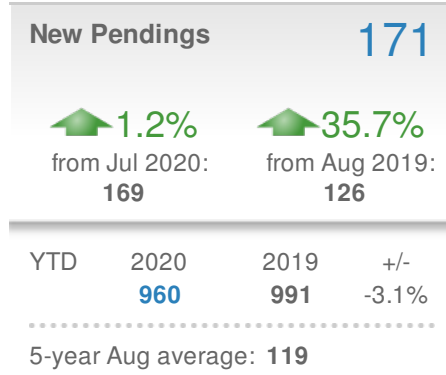 New Pendings 171
1.2% 35.7%
from Jul 2020: from Aug 2019:
169 126
YTD 2020 2019 +/-
960 991 -3.1%
5-year Aug average: 119